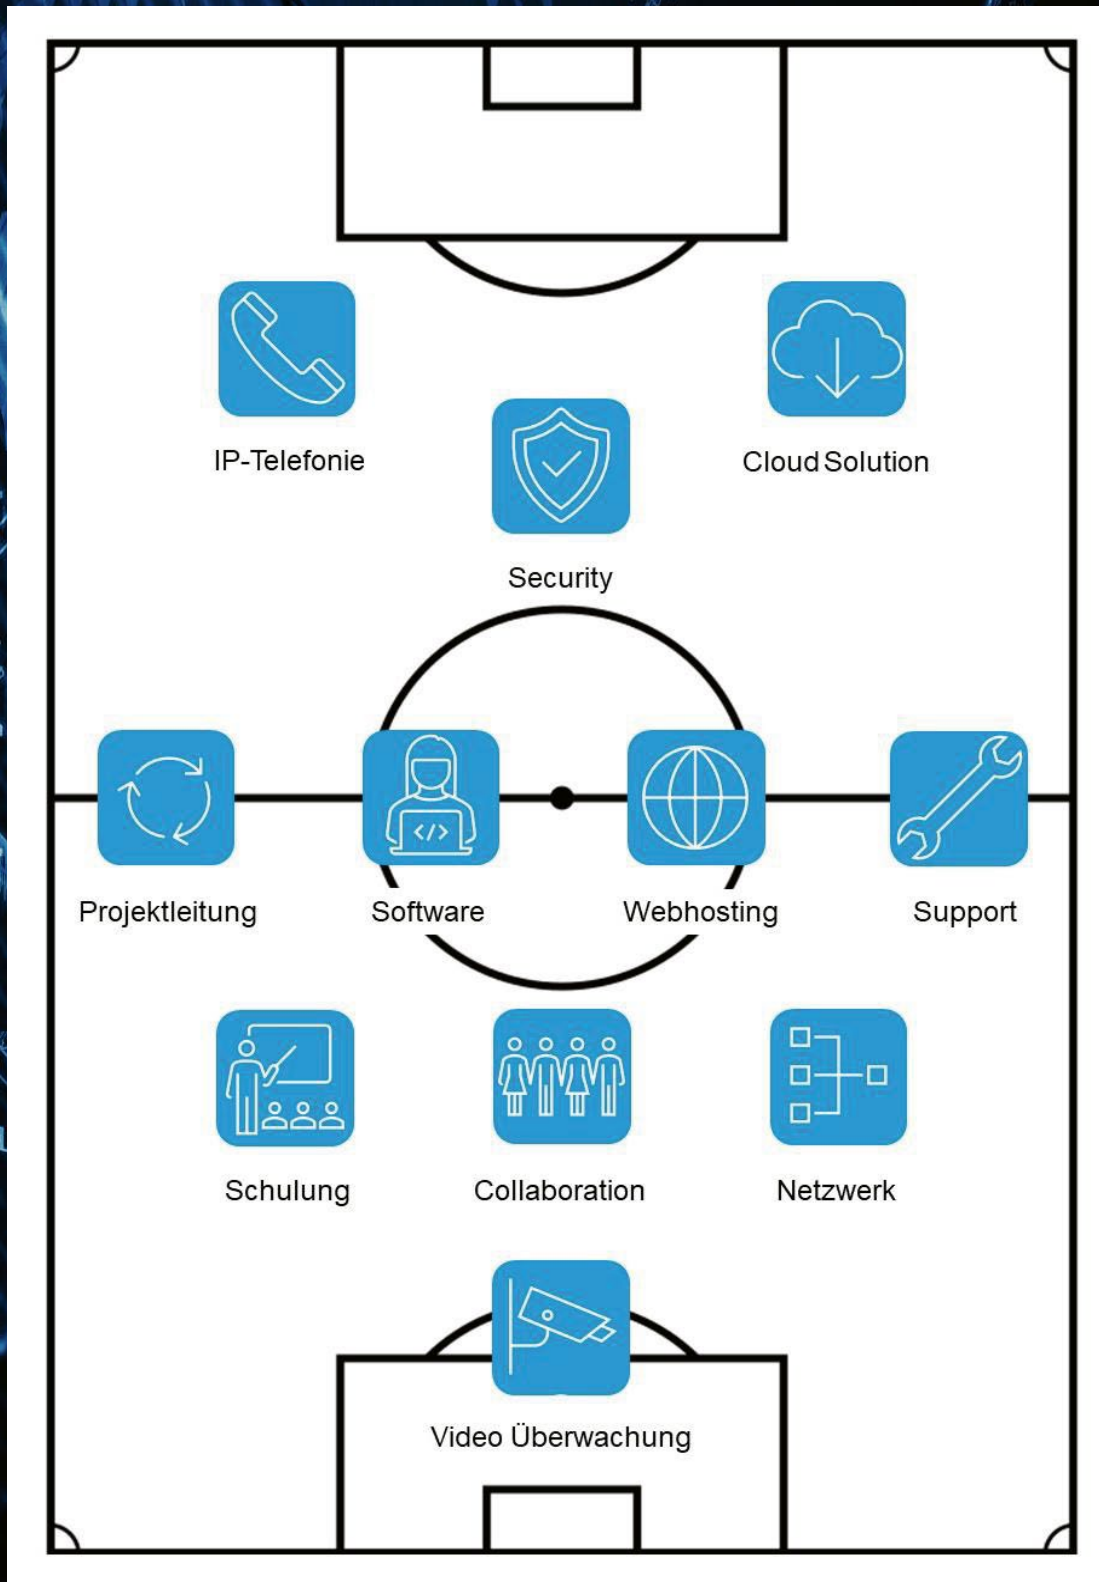 IP-Telefonie
Cloud Solution
Security
Projektleitung
Software
Webhosting
Support
Schulung
Collaboration
Netzwerk
Video Überwachung